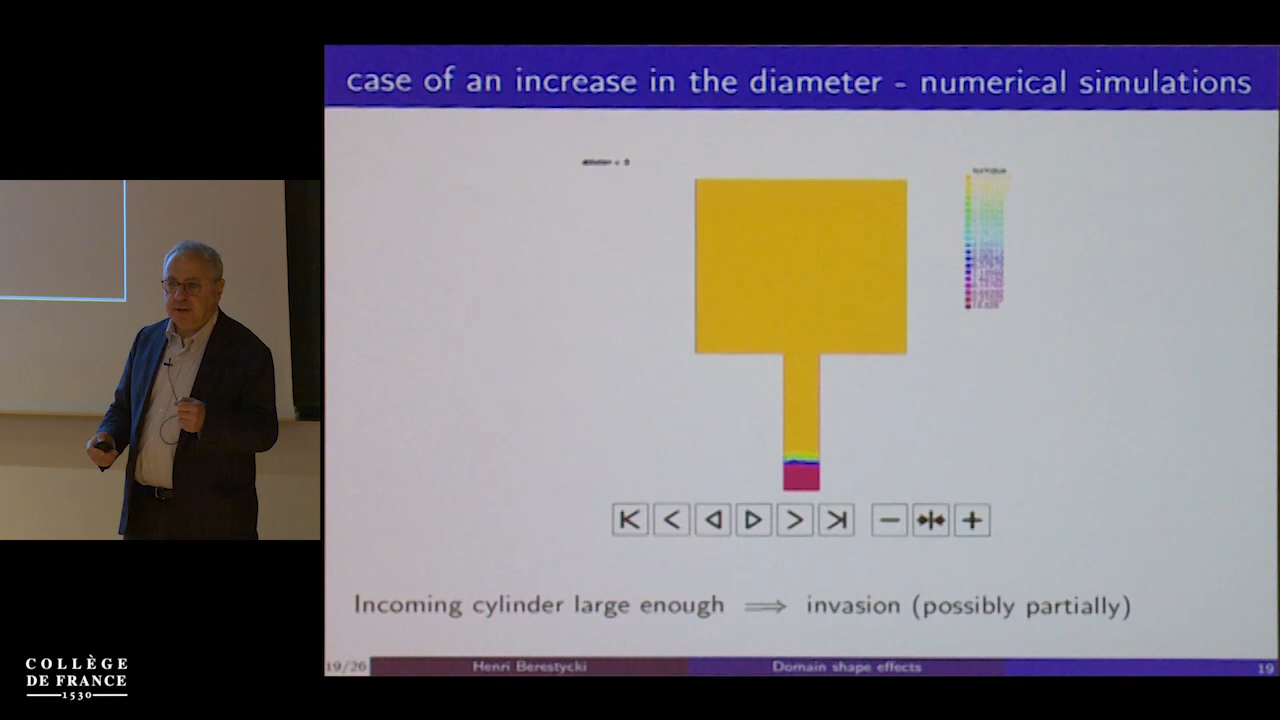 case of an increase in the diameter - numerical simulations
Incoming cylinder large enough ⟹ invasion (possibly partially)
19/26 Henri Berestycki Domain shape effects 19
COLLÈGE
DE FRANCE
1530